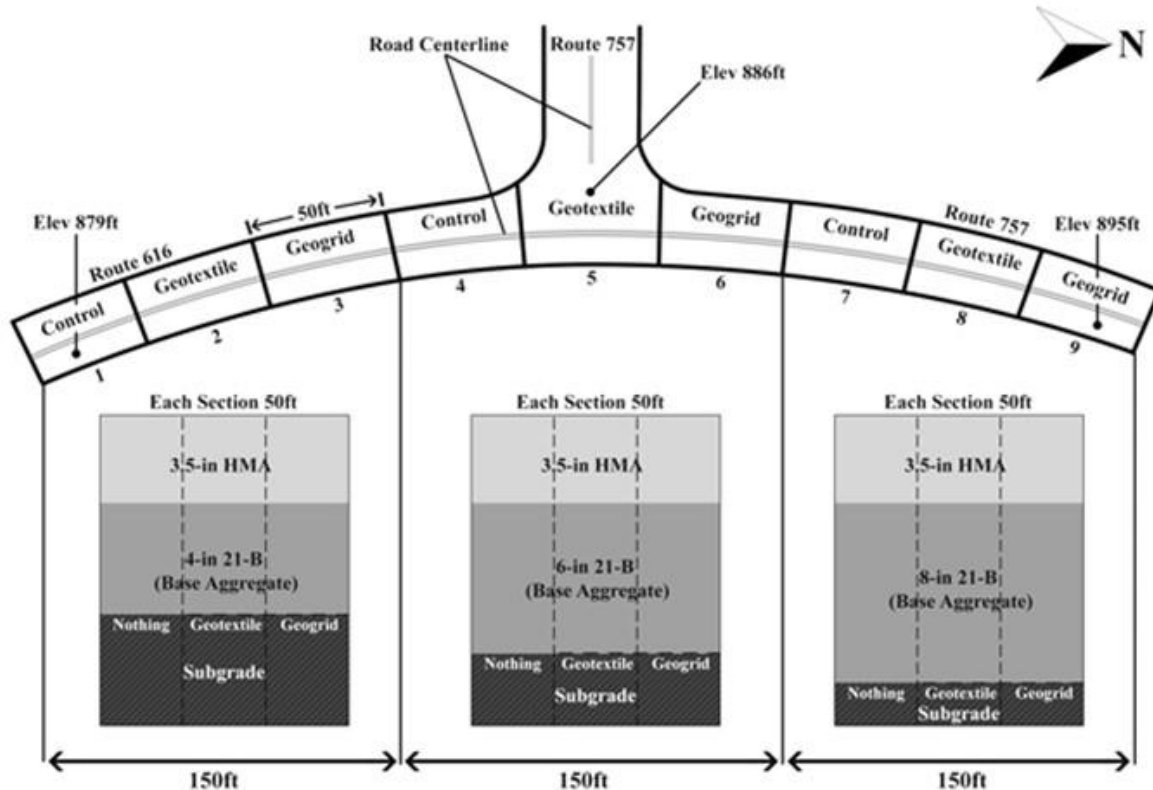 Road Centerline
Route 757
N
Elev 886ft
Elev 879ft
50ft
Route 616
Route 757
Elev 895ft
Control
Geotextile
Geogrid
Control
Geotextile
Geogrid
Control
Geotextile
Geogrid
1
2
3
4
5
6
7
8
9
Each Section 50ft
3.5-in HMA
4-in 21-B
(Base Aggregate)
Nothing Geotextile Geogrid
Subgrade
150ft
Each Section 50ft
3.5-in HMA
6-in 21-B
(Base Aggregate)
Nothing Geotextile Geogrid
Subgrade
150ft
Each Section 50ft
3.5-in HMA
8-in 21-B
(Base Aggregate)
Nothing Geotextile Geogrid
Subgrade
150ft